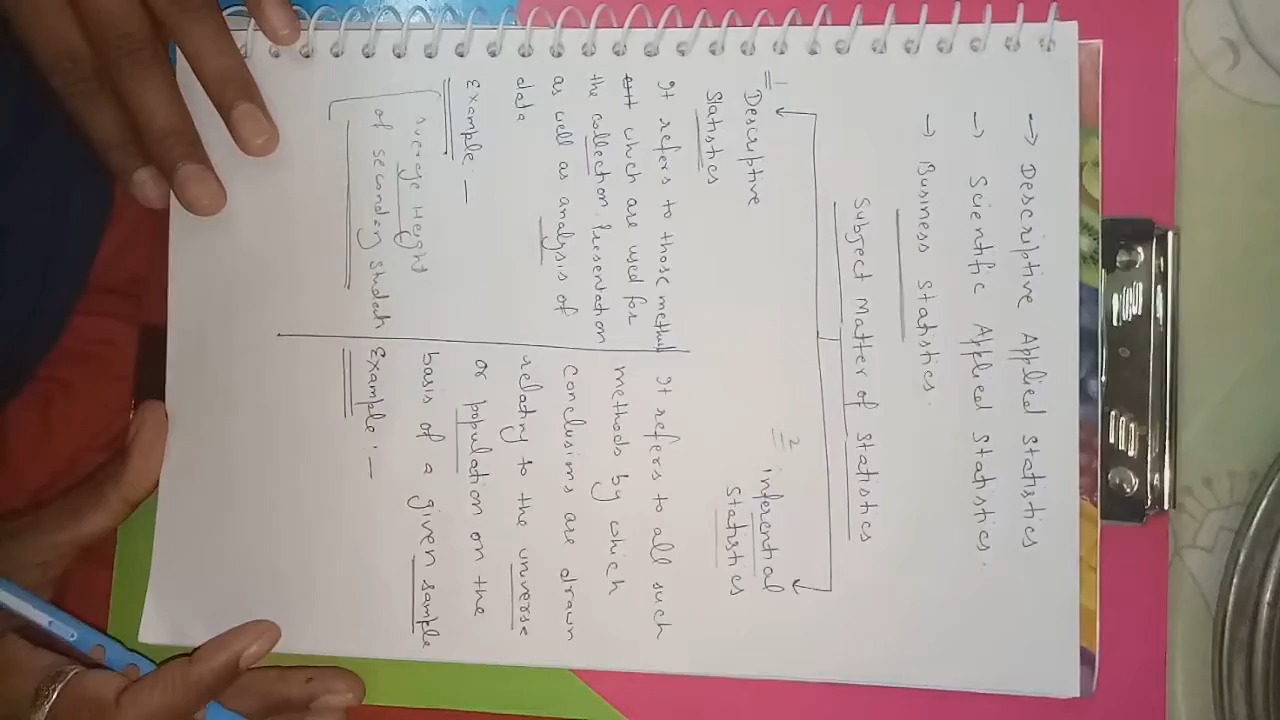 → Descriptive Applied Statistics
→ Scientific Applied Statistics.
→ Business Statistics.
Subject Matter of Statistics
1
Descriptive
Statistics
It refers to those
which are used for
the collection, Presentation
as well as analysis of
data
Example:-
Average Height
of secondary
2
inferential
Statistics
It refers to all such
methods by which
conclusions are drawn
relating to the universe
or population on the
basis of a given sample
Example:-